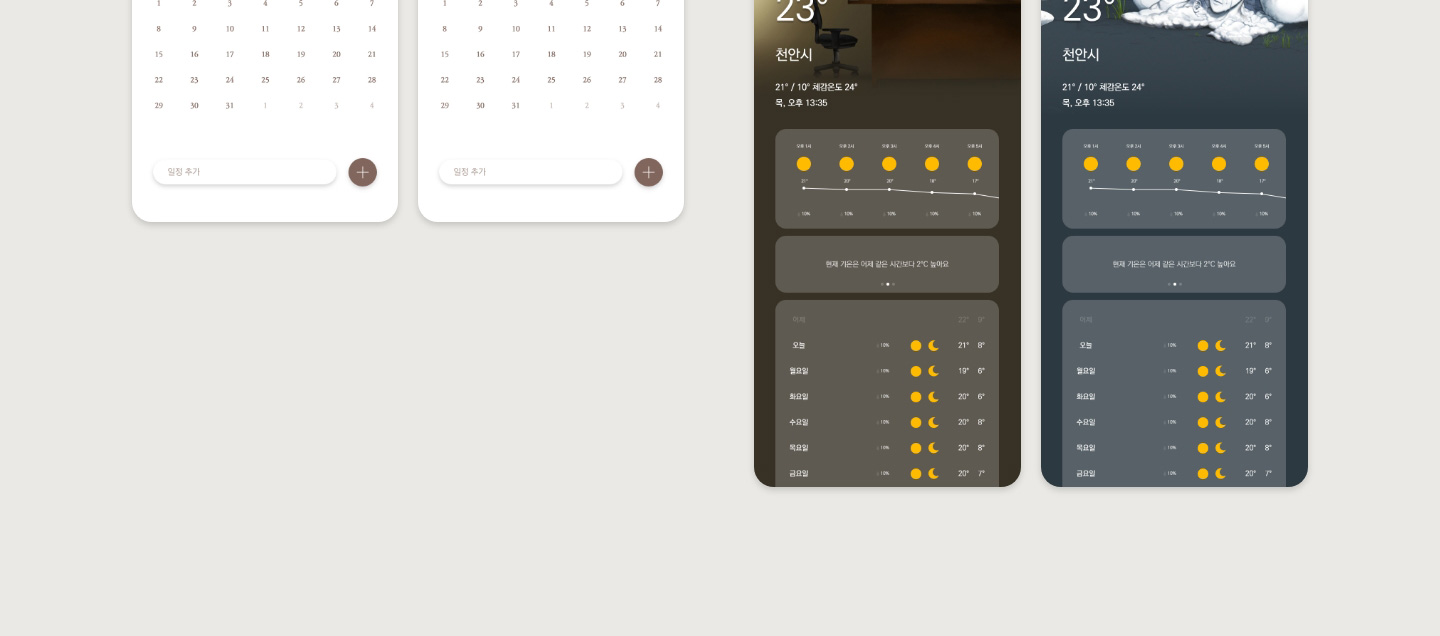 1 2 3 4 5 6 7
8 9 10 11 12 13 14
15 16 17 18 19 20 21
22 23 24 25 26 27 28
29 30 31 1 2 3 4
일정 추가
1 2 3 4 5 6 7
8 9 10 11 12 13 14
15 16 17 18 19 20 21
22 23 24 25 26 27 28
29 30 31 1 2 3 4
일정 추가
23°
천안시
21° / 10° 체감온도 24°
목, 오후 13:35
오후 1시 오후 2시 오후 3시 오후 4시 오후 5시
21° 20° 20° 18° 17°
10% 10% 10% 10% 10%
현재 기온은 어제 같은 시간보다 2°C 높아요
어제 22° 9°
오늘 10% 21° 8°
월요일 10% 19° 6°
화요일 10% 20° 6°
수요일 10% 20° 8°
목요일 10% 20° 8°
금요일 10% 20° 7°
23°
천안시
21° / 10° 체감온도 24°
목, 오후 13:35
오후 1시 오후 2시 오후 3시 오후 4시 오후 5시
21° 20° 20° 18° 17°
10% 10% 10% 10% 10%
현재 기온은 어제 같은 시간보다 2°C 높아요
어제 22° 9°
오늘 10% 21° 8°
월요일 10% 19° 6°
화요일 10% 20° 6°
수요일 10% 20° 8°
목요일 10% 20° 8°
금요일 10% 20° 7°